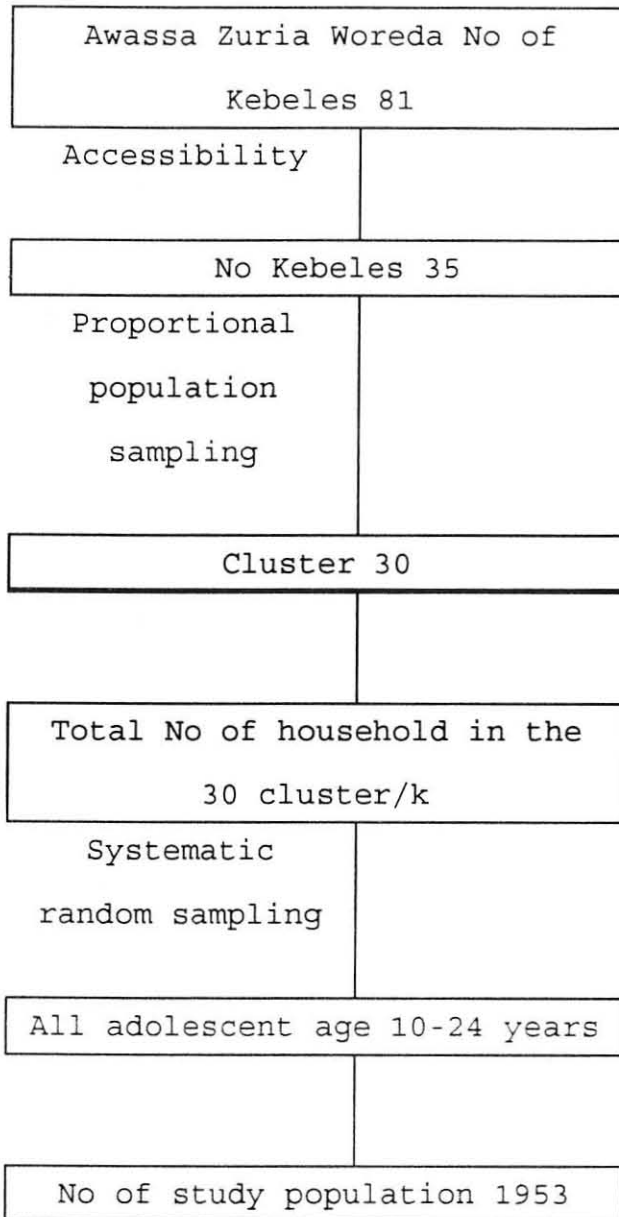 Awassa Zuria Woreda No of
Kebeles 81
Accessibility
No Kebeles 35
Proportional
population
sampling
Cluster 30
Total No of household in the
30 cluster/k
Systematic
random sampling
All adolescent age 10-24 years
No of study population 1953